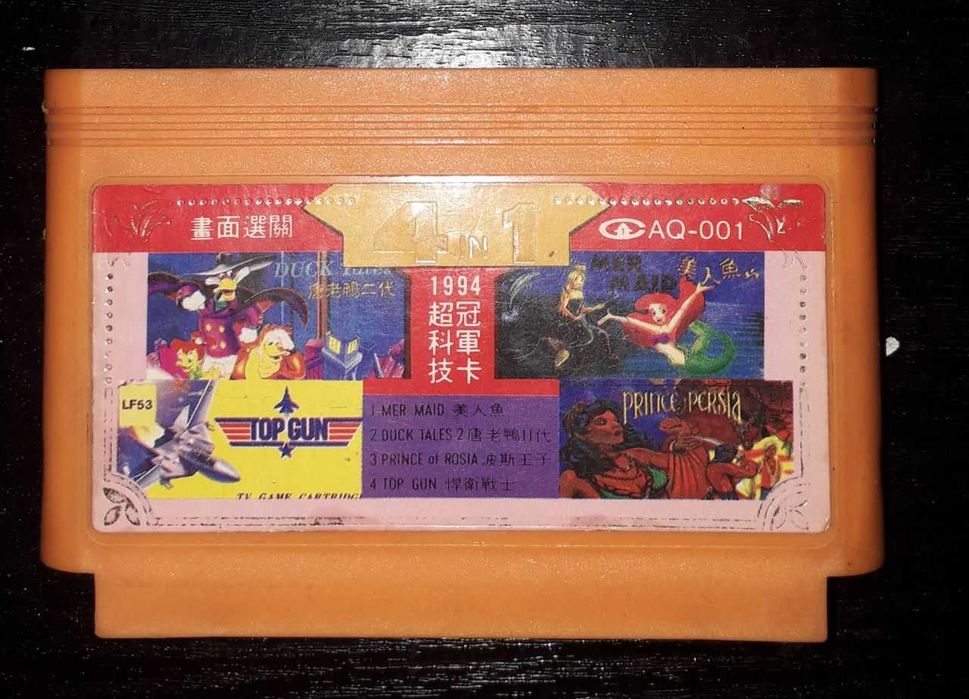 畫面選關
4 IN 1
AQ-001
DUCK Tales
唐老鴨二代
1994
超科技
冠軍卡
MER
MAID
美人魚
LF53
TOP GUN
TV GAME CARTRIDGE
1 MER MAID 美人魚
2 DUCK TALES-2 唐老鴨II代
3 PRINCE of ROSIA 波斯王子
4 TOP GUN 悍衛戰士
PRINCE of PERSIA